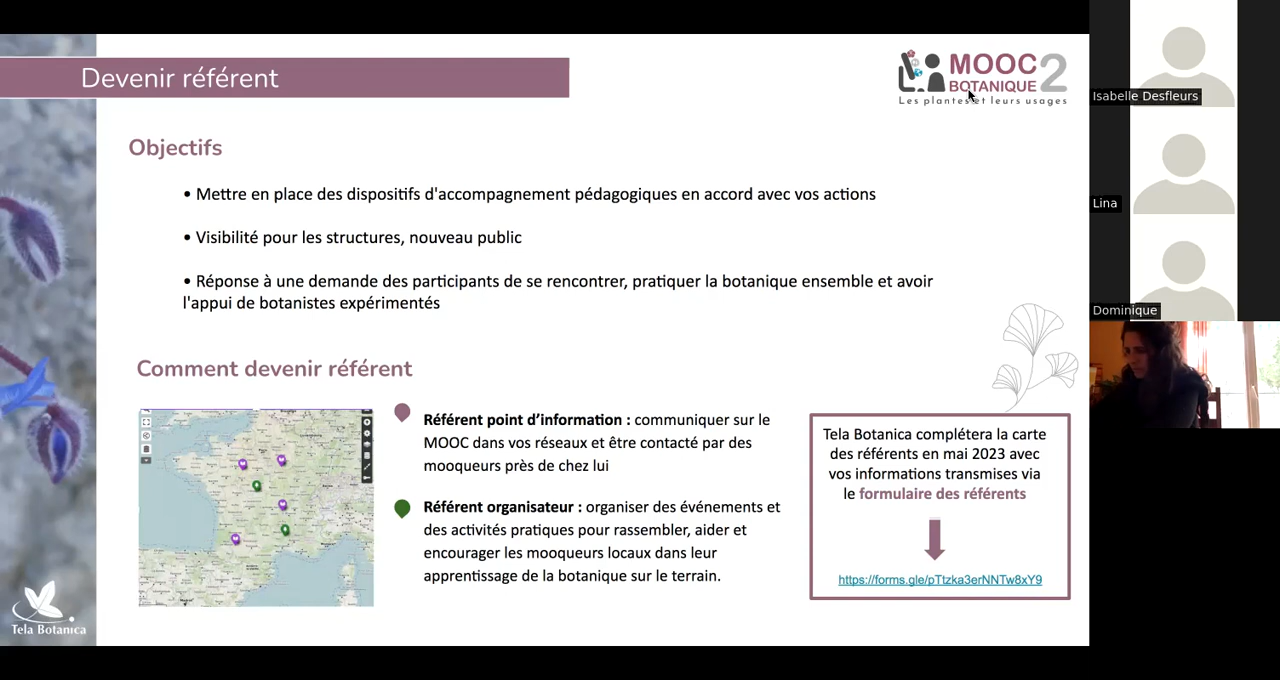 Devenir référent
MOOC 2
BOTANIQUE
Les plantes et leurs usages
Objectifs
• Mettre en place des dispositifs d'accompagnement pédagogiques en accord avec vos actions
• Visibilité pour les structures, nouveau public
• Réponse à une demande des participants de se rencontrer, pratiquer la botanique ensemble et avoir
l'appui de botanistes expérimentés
Comment devenir référent
Référent point d’information : communiquer sur le
MOOC dans vos réseaux et être contacté par des
mooqueurs près de chez lui
Référent organisateur : organiser des événements et
des activités pratiques pour rassembler, aider et
encourager les mooqueurs locaux dans leur
apprentissage de la botanique sur le terrain.
Tela Botanica complétera la carte
des référents en mai 2023 avec
vos informations transmises via
le formulaire des référents
https://forms.gle/pTtzka3erNNTw8xY9
Tela Botanica
Isabelle Desfleurs
Lina
Dominique